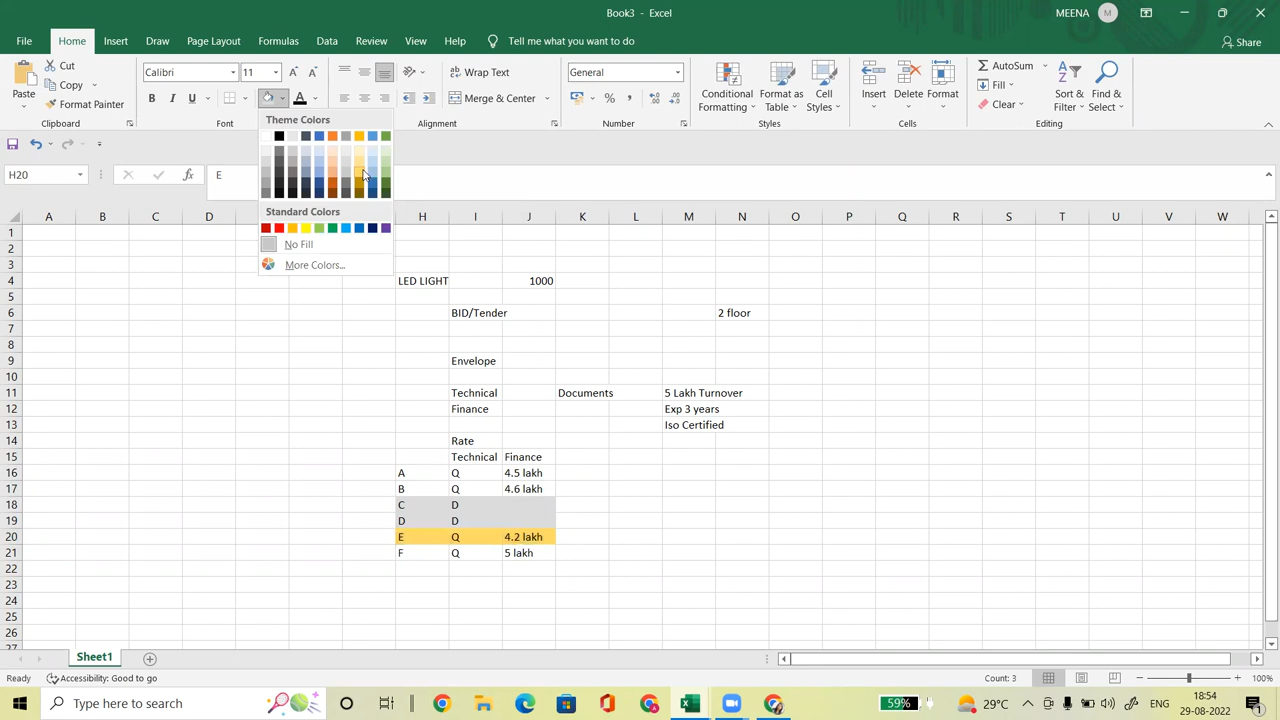 Book3 - Excel
MEENA M
File Home Insert Draw Page Layout Formulas Data Review View Help Tell me what you want to do Share
Paste
Cut
Copy
Format Painter
Clipboard
Calibri 11
B I U A
Font
Wrap Text
Merge & Center
Alignment
General
%
Number
Conditional Formatting
Format as Table
Cell Styles
Styles
Insert
Delete
Format
Cells
AutoSum
Fill
Clear
Sort & Filter
Find & Select
Editing
Theme Colors
Standard Colors
No Fill
More Colors...
H20 fx E
A B C D H I J K L M N O P Q R S T U V W
1
2
3
4 LED LIGHT 1000
5
6 BID/Tender 2 floor
7
8
9 Envelope
10
11 Technical Documents 5 Lakh Turnover
12 Finance Exp 3 years
13 Iso Certified
14 Rate
15 Technical Finance
16 A Q 4.5 lakh
17 B Q 4.6 lakh
18 C D
19 D D
20 E Q 4.2 lakh
21 F Q 5 lakh
22
23
24
25
26
27
Sheet1
Ready Accessibility: Good to go Count: 3 100%
Type here to search
59% 29°C ENG 18:54
29-08-2022
1